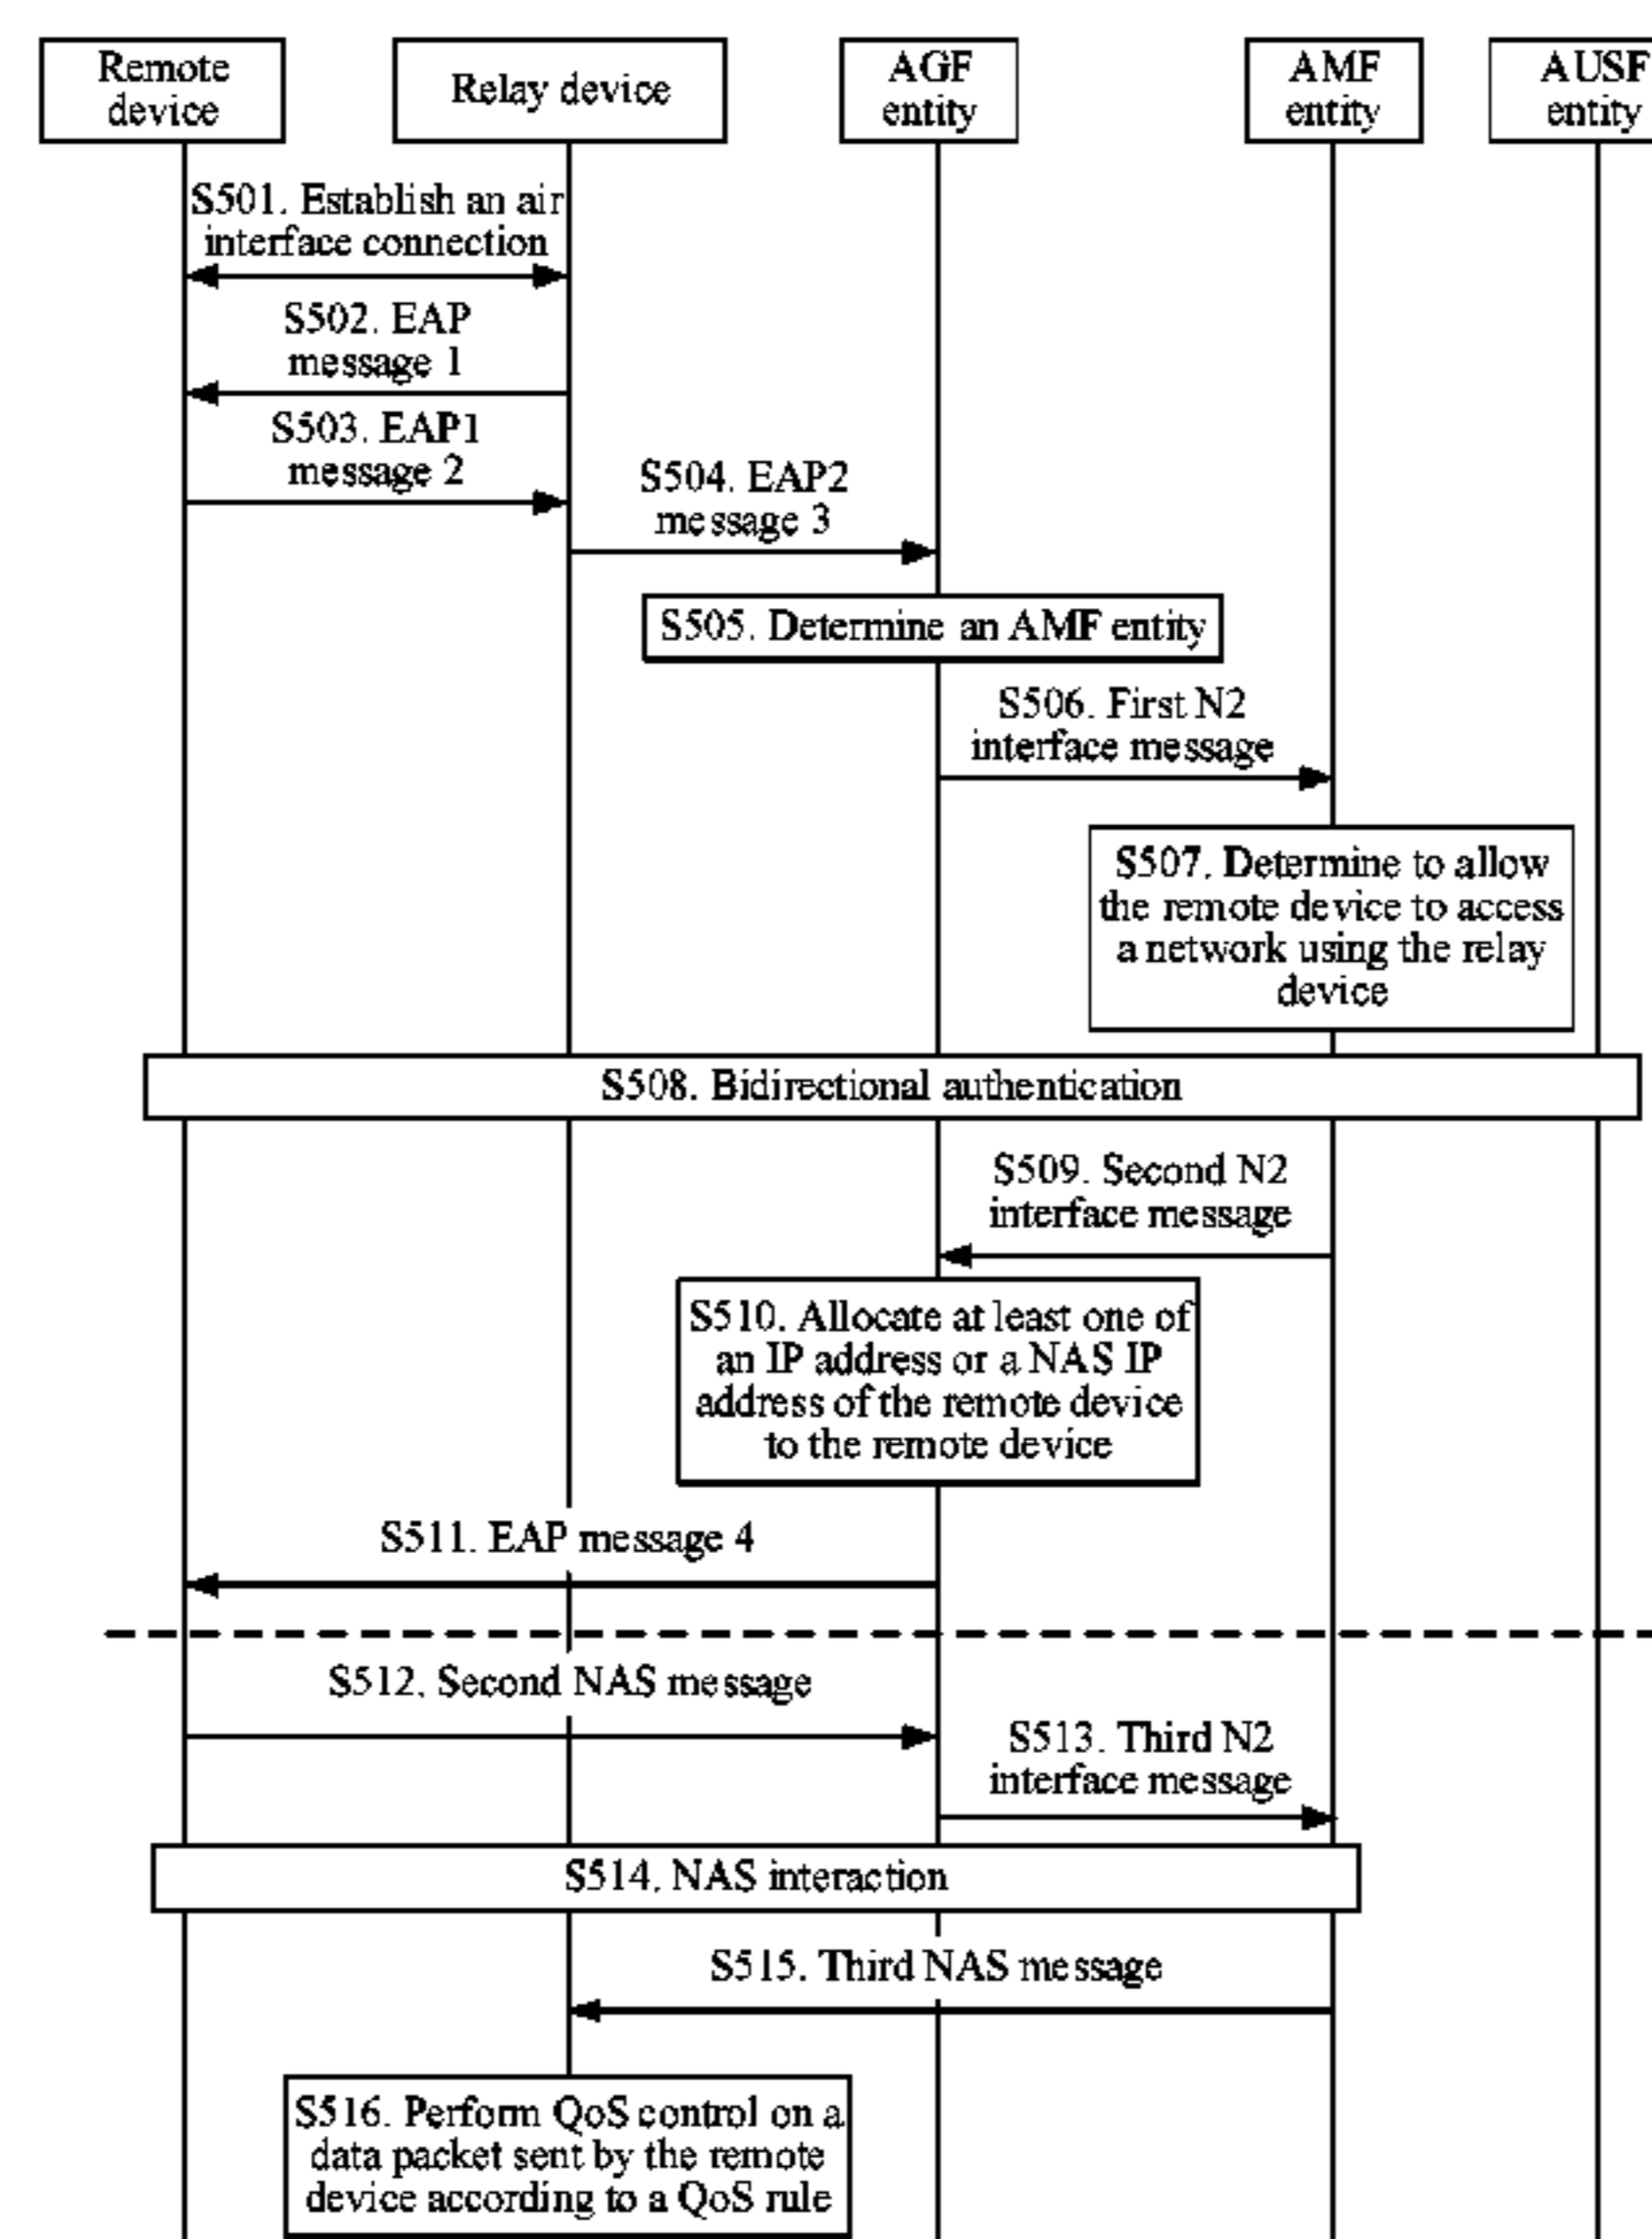 Remote
device
Relay device
AGF
entity
AMF
entity
AUSF
entity
S501. Establish an air
interface connection
S502. EAP
message 1
S503. EAP1
message 2
S504. EAP2
message 3
S505. Determine an AMF entity
S506. First N2
interface message
S507. Determine to allow
the remote device to access
a network using the relay
device
S508. Bidirectional authentication
S509. Second N2
interface message
S510. Allocate at least one of
an IP address or a NAS IP
address of the remote device
to the remote device
S511. EAP message 4
S512. Second NAS message
S513. Third N2
interface message
S514. NAS interaction
S515. Third NAS message
S516. Perform QoS control on a
data packet sent by the remote
device according to a QoS rule